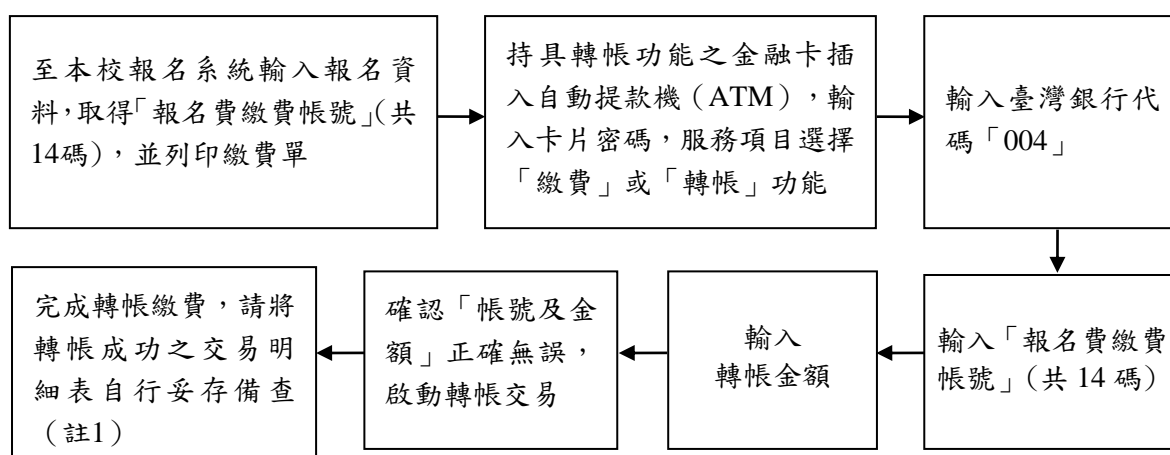 至本校報名系統輸入報名資
料，取得「報名費繳費帳號」（共
14碼），並列印繳費單
持具轉帳功能之金融卡插
入自動提款機（ATM），輸
入卡片密碼，服務項目選擇
「繳費」或「轉帳」功能
輸入臺灣銀行代
碼「004」
輸入「報名費繳費
帳號」（共 14 碼）
輸入
轉帳金額
確認「帳號及金
額」正確無誤，
啟動轉帳交易
完成轉帳繳費，請將
轉帳成功之交易明
細表自行妥存備查
（註1）